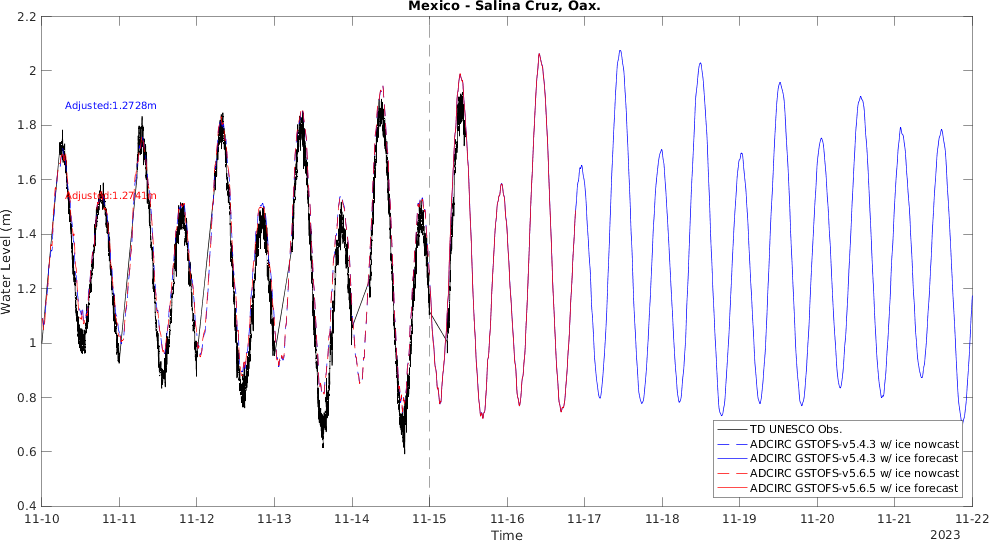 Mexico - Salina Cruz, Oax.
2.2
2
1.8
1.6
1.4
1.2
1
0.8
0.6
0.4
Water Level (m)
Adjusted:1.2728m
Adjusted:1.2741m
TD UNESCO Obs.
ADCIRC GSTOFS-v5.4.3 w/ ice nowcast
ADCIRC GSTOFS-v5.4.3 w/ ice forecast
ADCIRC GSTOFS-v5.6.5 w/ ice nowcast
ADCIRC GSTOFS-v5.6.5 w/ ice forecast
11-10 11-11 11-12 11-13 11-14 11-15 11-16 11-17 11-18 11-19 11-20 11-21 11-22
Time
2023